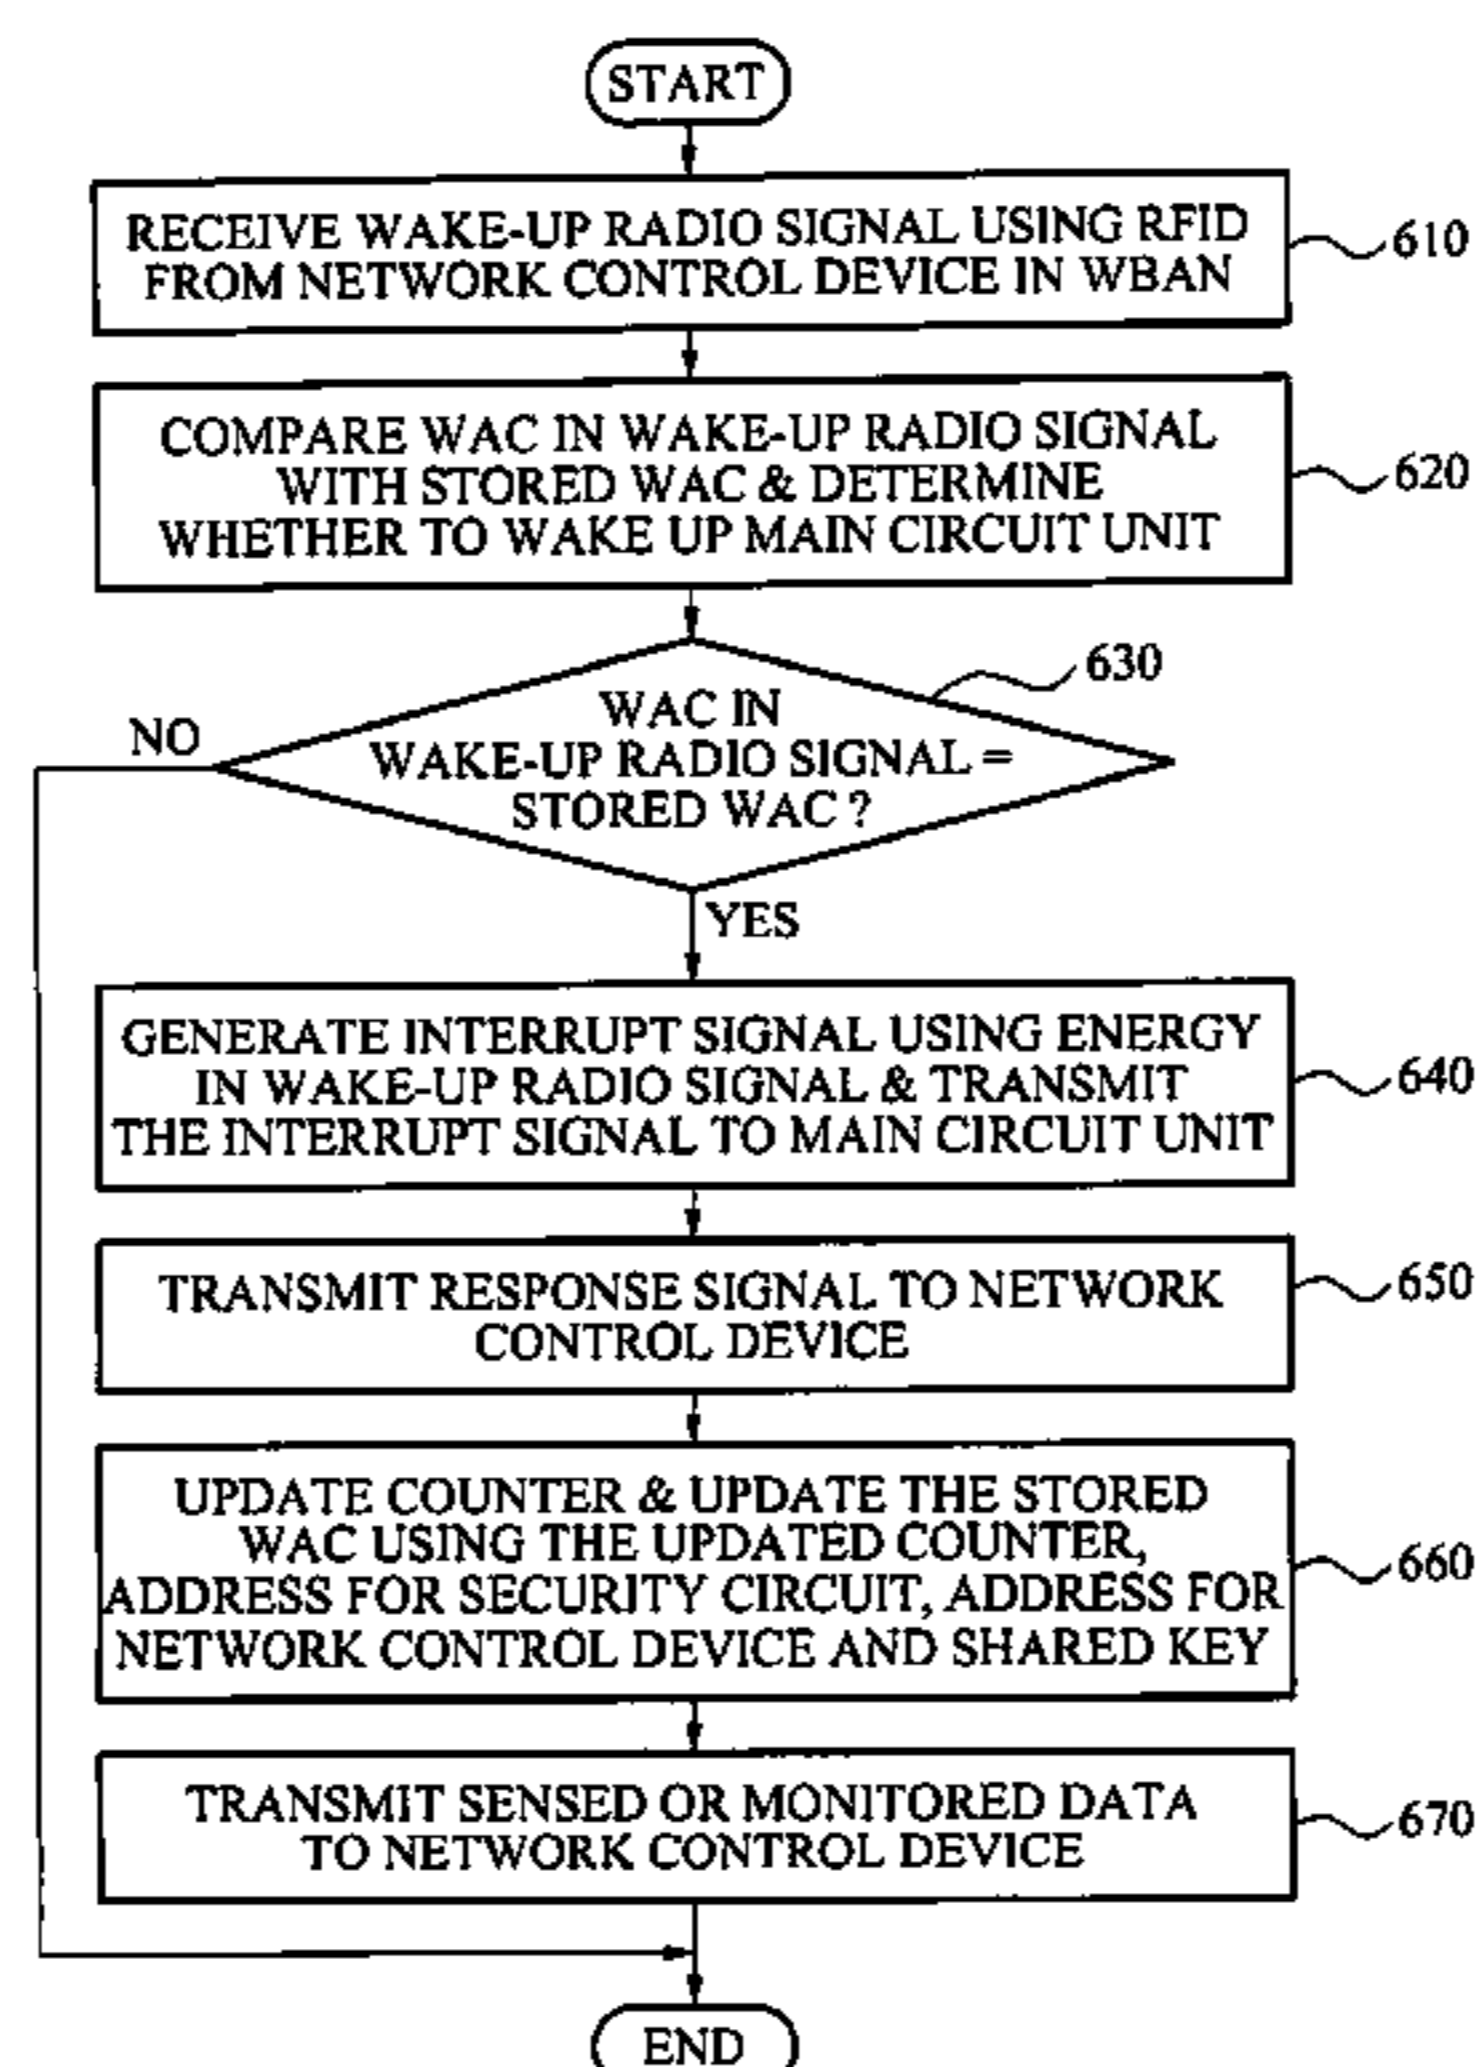 START
RECEIVE WAKE-UP RADIO SIGNAL USING RFID
FROM NETWORK CONTROL DEVICE IN WBAN
610
COMPARE WAC IN WAKE-UP RADIO SIGNAL
WITH STORED WAC & DETERMINE
WHETHER TO WAKE UP MAIN CIRCUIT UNIT
620
630
WAC IN
WAKE-UP RADIO SIGNAL =
STORED WAC ?
NO
YES
GENERATE INTERRUPT SIGNAL USING ENERGY
IN WAKE-UP RADIO SIGNAL & TRANSMIT
THE INTERRUPT SIGNAL TO MAIN CIRCUIT UNIT
640
TRANSMIT RESPONSE SIGNAL TO NETWORK
CONTROL DEVICE
650
UPDATE COUNTER & UPDATE THE STORED
WAC USING THE UPDATED COUNTER,
ADDRESS FOR SECURITY CIRCUIT, ADDRESS FOR
NETWORK CONTROL DEVICE AND SHARED KEY
660
TRANSMIT SENSED OR MONITORED DATA
TO NETWORK CONTROL DEVICE
670
END